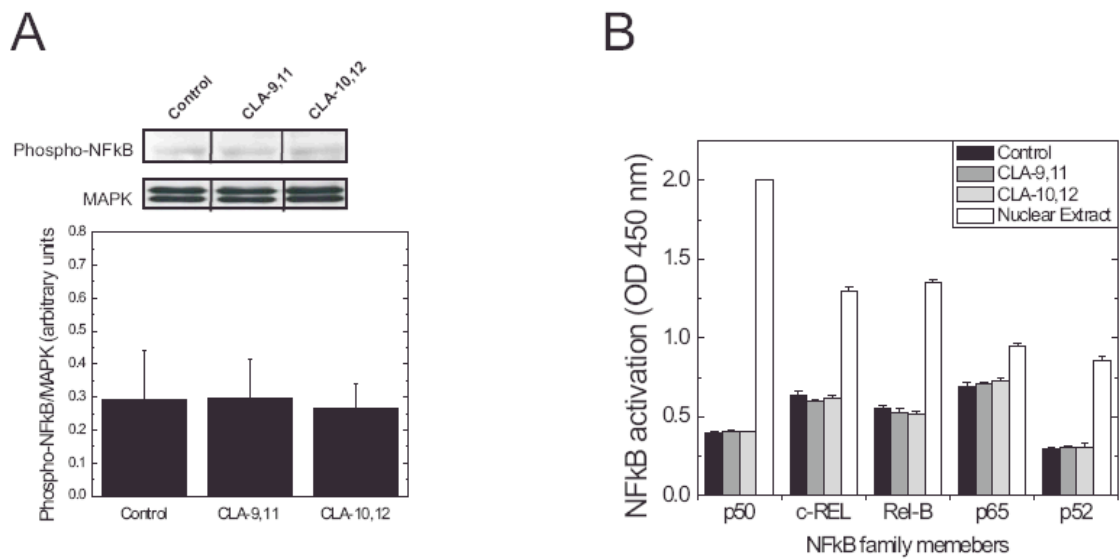 A
B
Control
CLA-9,11
CLA-10,12
Phospho-NFkB
MAPK
Phospho-NFkB/MAPK (arbitrary units
0.8
0.7
0.6
0.5
0.4
0.3
0.2
0.1
0.0
Control
CLA-9,11
CLA-10,12
NFkB activation (OD 450 nm)
2.0
1.5
1.0
0.5
0.0
Control
CLA-9,11
CLA-10,12
Nuclear Extract
p50
c-REL
Rel-B
p65
p52
NFkB family memebers